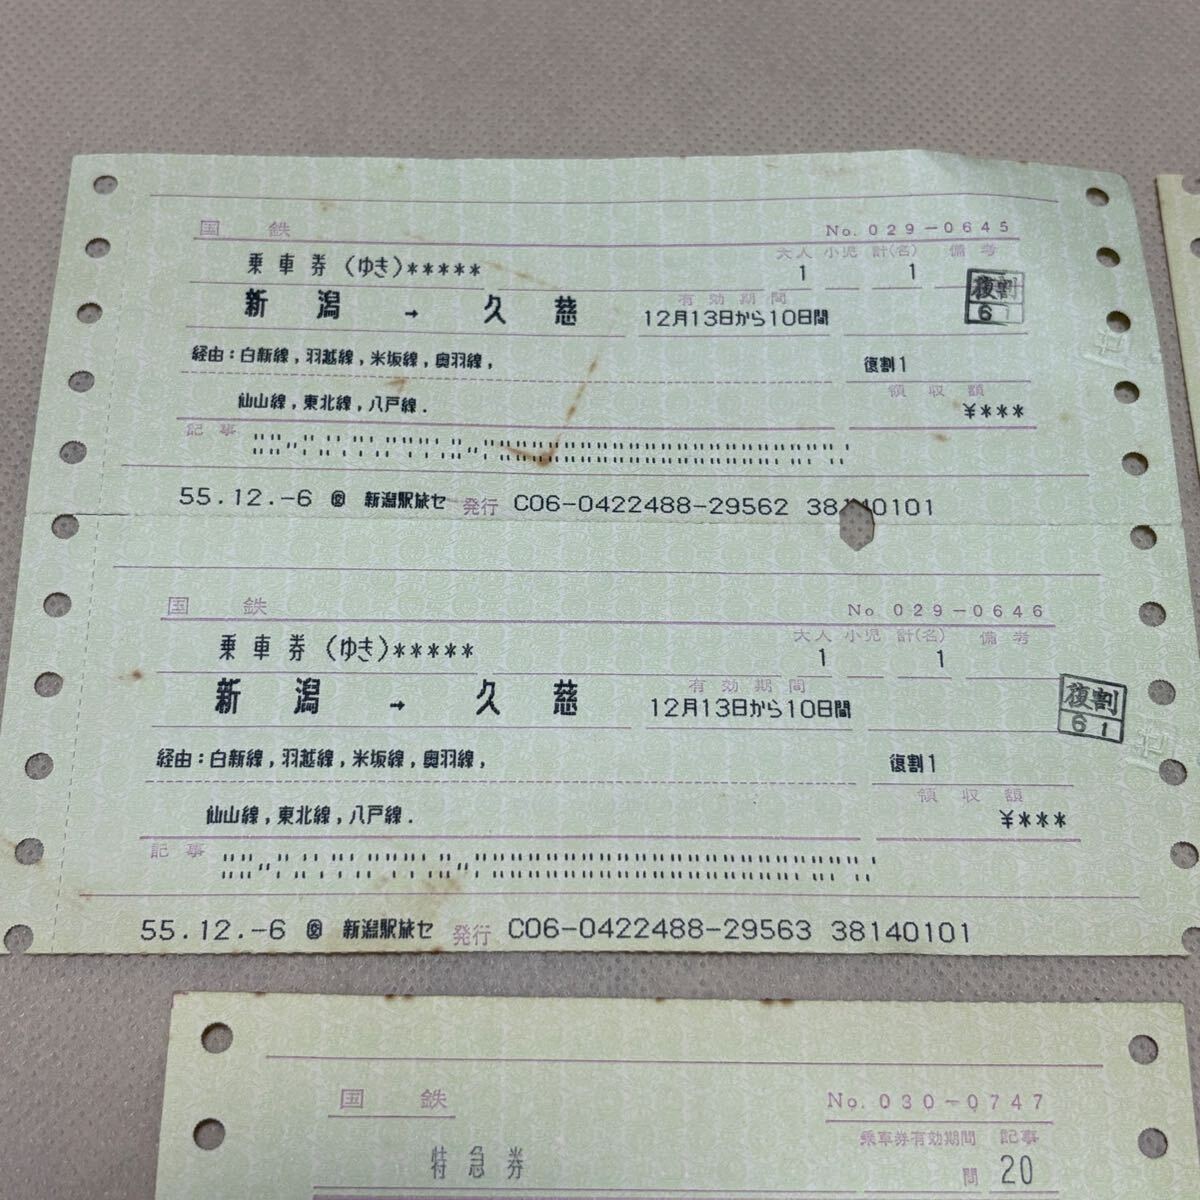 国鉄 No. 029-0645
大人 小児 計(名) 備考
乗車券(ゆき)***** 1 1
復割
61
新潟 → 久慈
有効期間
12月13日から10日間
経由:白新線,羽越線,米坂線,奥羽線, 復割1
仙山線,東北線,八戸線.
領収額
¥***
記事
55.12.-6 新潟駅旅セ 発行 C06-0422488-29562 38140101
国鉄 No. 029-0646
大人 小児 計(名) 備考
乗車券(ゆき)***** 1 1
復割
61
新潟 → 久慈
有効期間
12月13日から10日間
経由:白新線,羽越線,米坂線,奥羽線, 復割1
仙山線,東北線,八戸線.
領収額
¥***
記事
55.12.-6 新潟駅旅セ 発行 C06-0422488-29563 38140101
国鉄 No. 030-0747
乗車券有効期間 記事
特急券 間 20